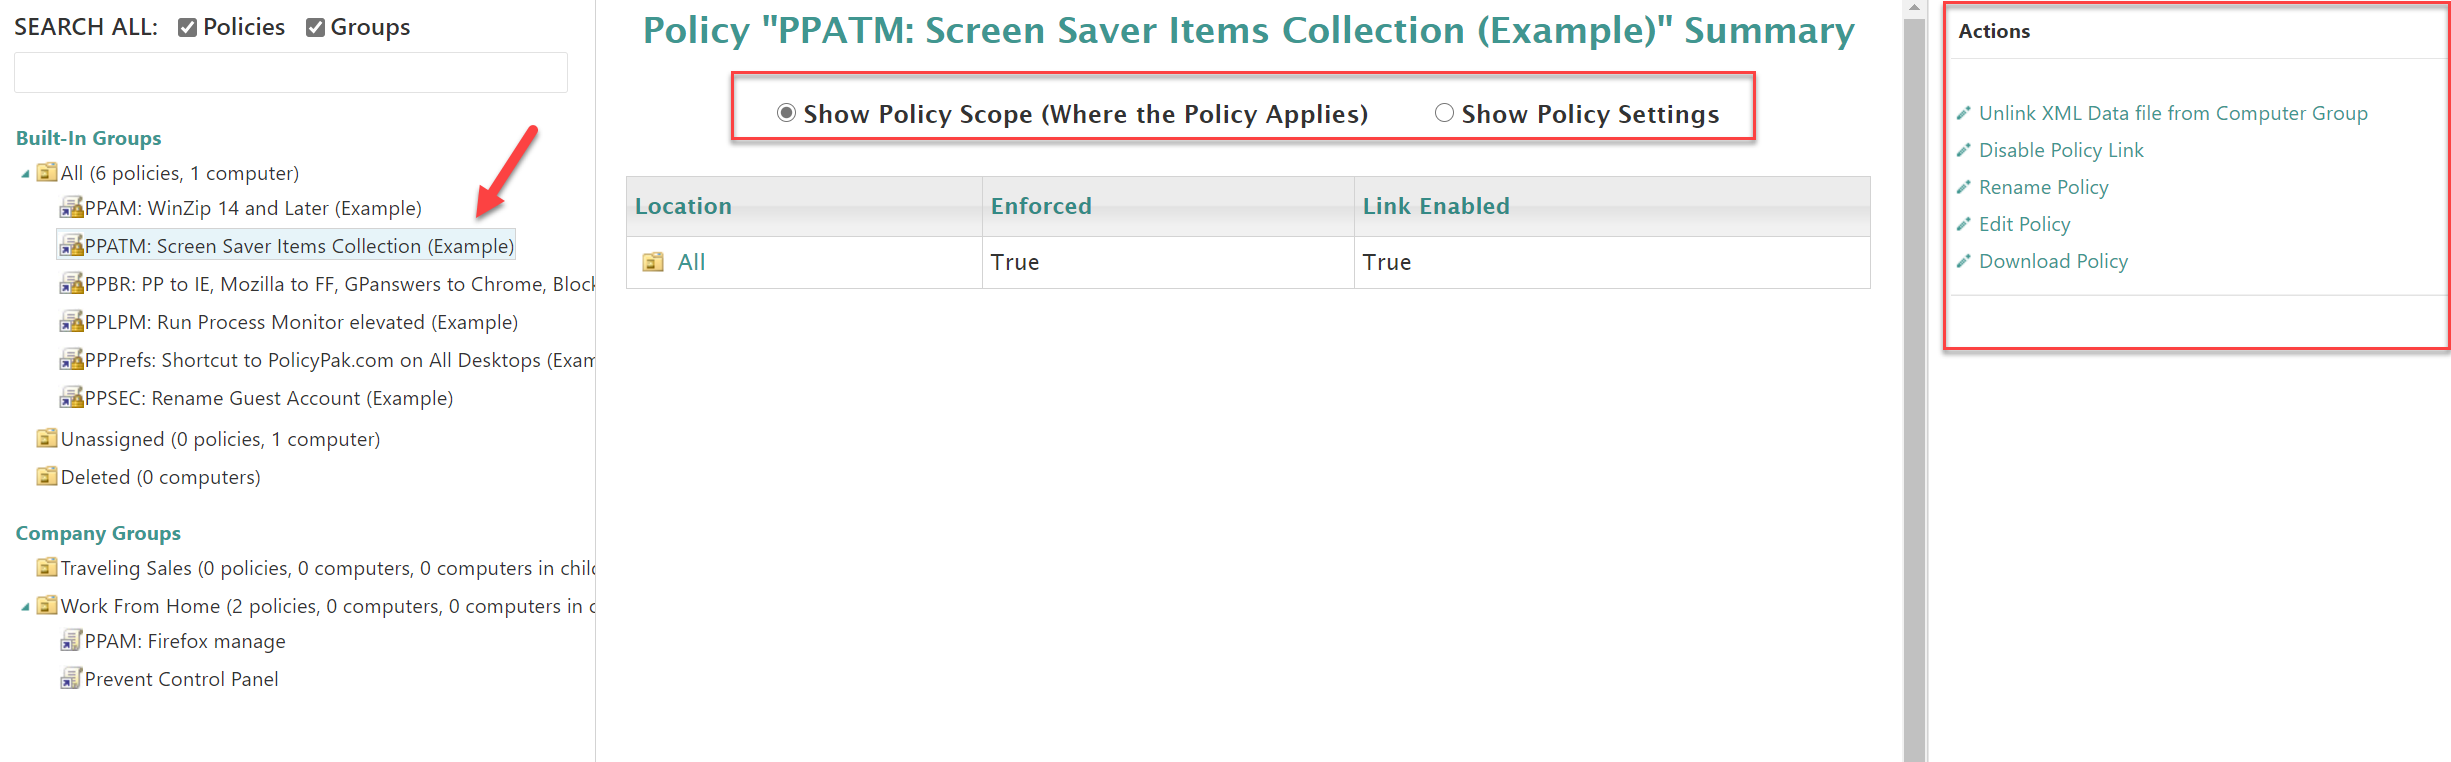 SEARCH ALL: Policies Groups
Built-In Groups
All (6 policies, 1 computer)
PPAM: WinZip 14 and Later (Example)
PPATM: Screen Saver Items Collection (Example)
PPBR: PP to IE, Mozilla to FF, GPanswers to Chrome, Block
PPLPM: Run Process Monitor elevated (Example)
PPPrefs: Shortcut to PolicyPak.com on All Desktops (Exam
PPSEC: Rename Guest Account (Example)
Unassigned (0 policies, 1 computer)
Deleted (0 computers)
Company Groups
Traveling Sales (0 policies, 0 computers, 0 computers in chil
Work From Home (2 policies, 0 computers, 0 computers in c
PPAM: Firefox manage
Prevent Control Panel
Policy "PPATM: Screen Saver Items Collection (Example)" Summary
Show Policy Scope (Where the Policy Applies) Show Policy Settings
Location Enforced Link Enabled
All True True
Actions
Unlink XML Data file from Computer Group
Disable Policy Link
Rename Policy
Edit Policy
Download Policy